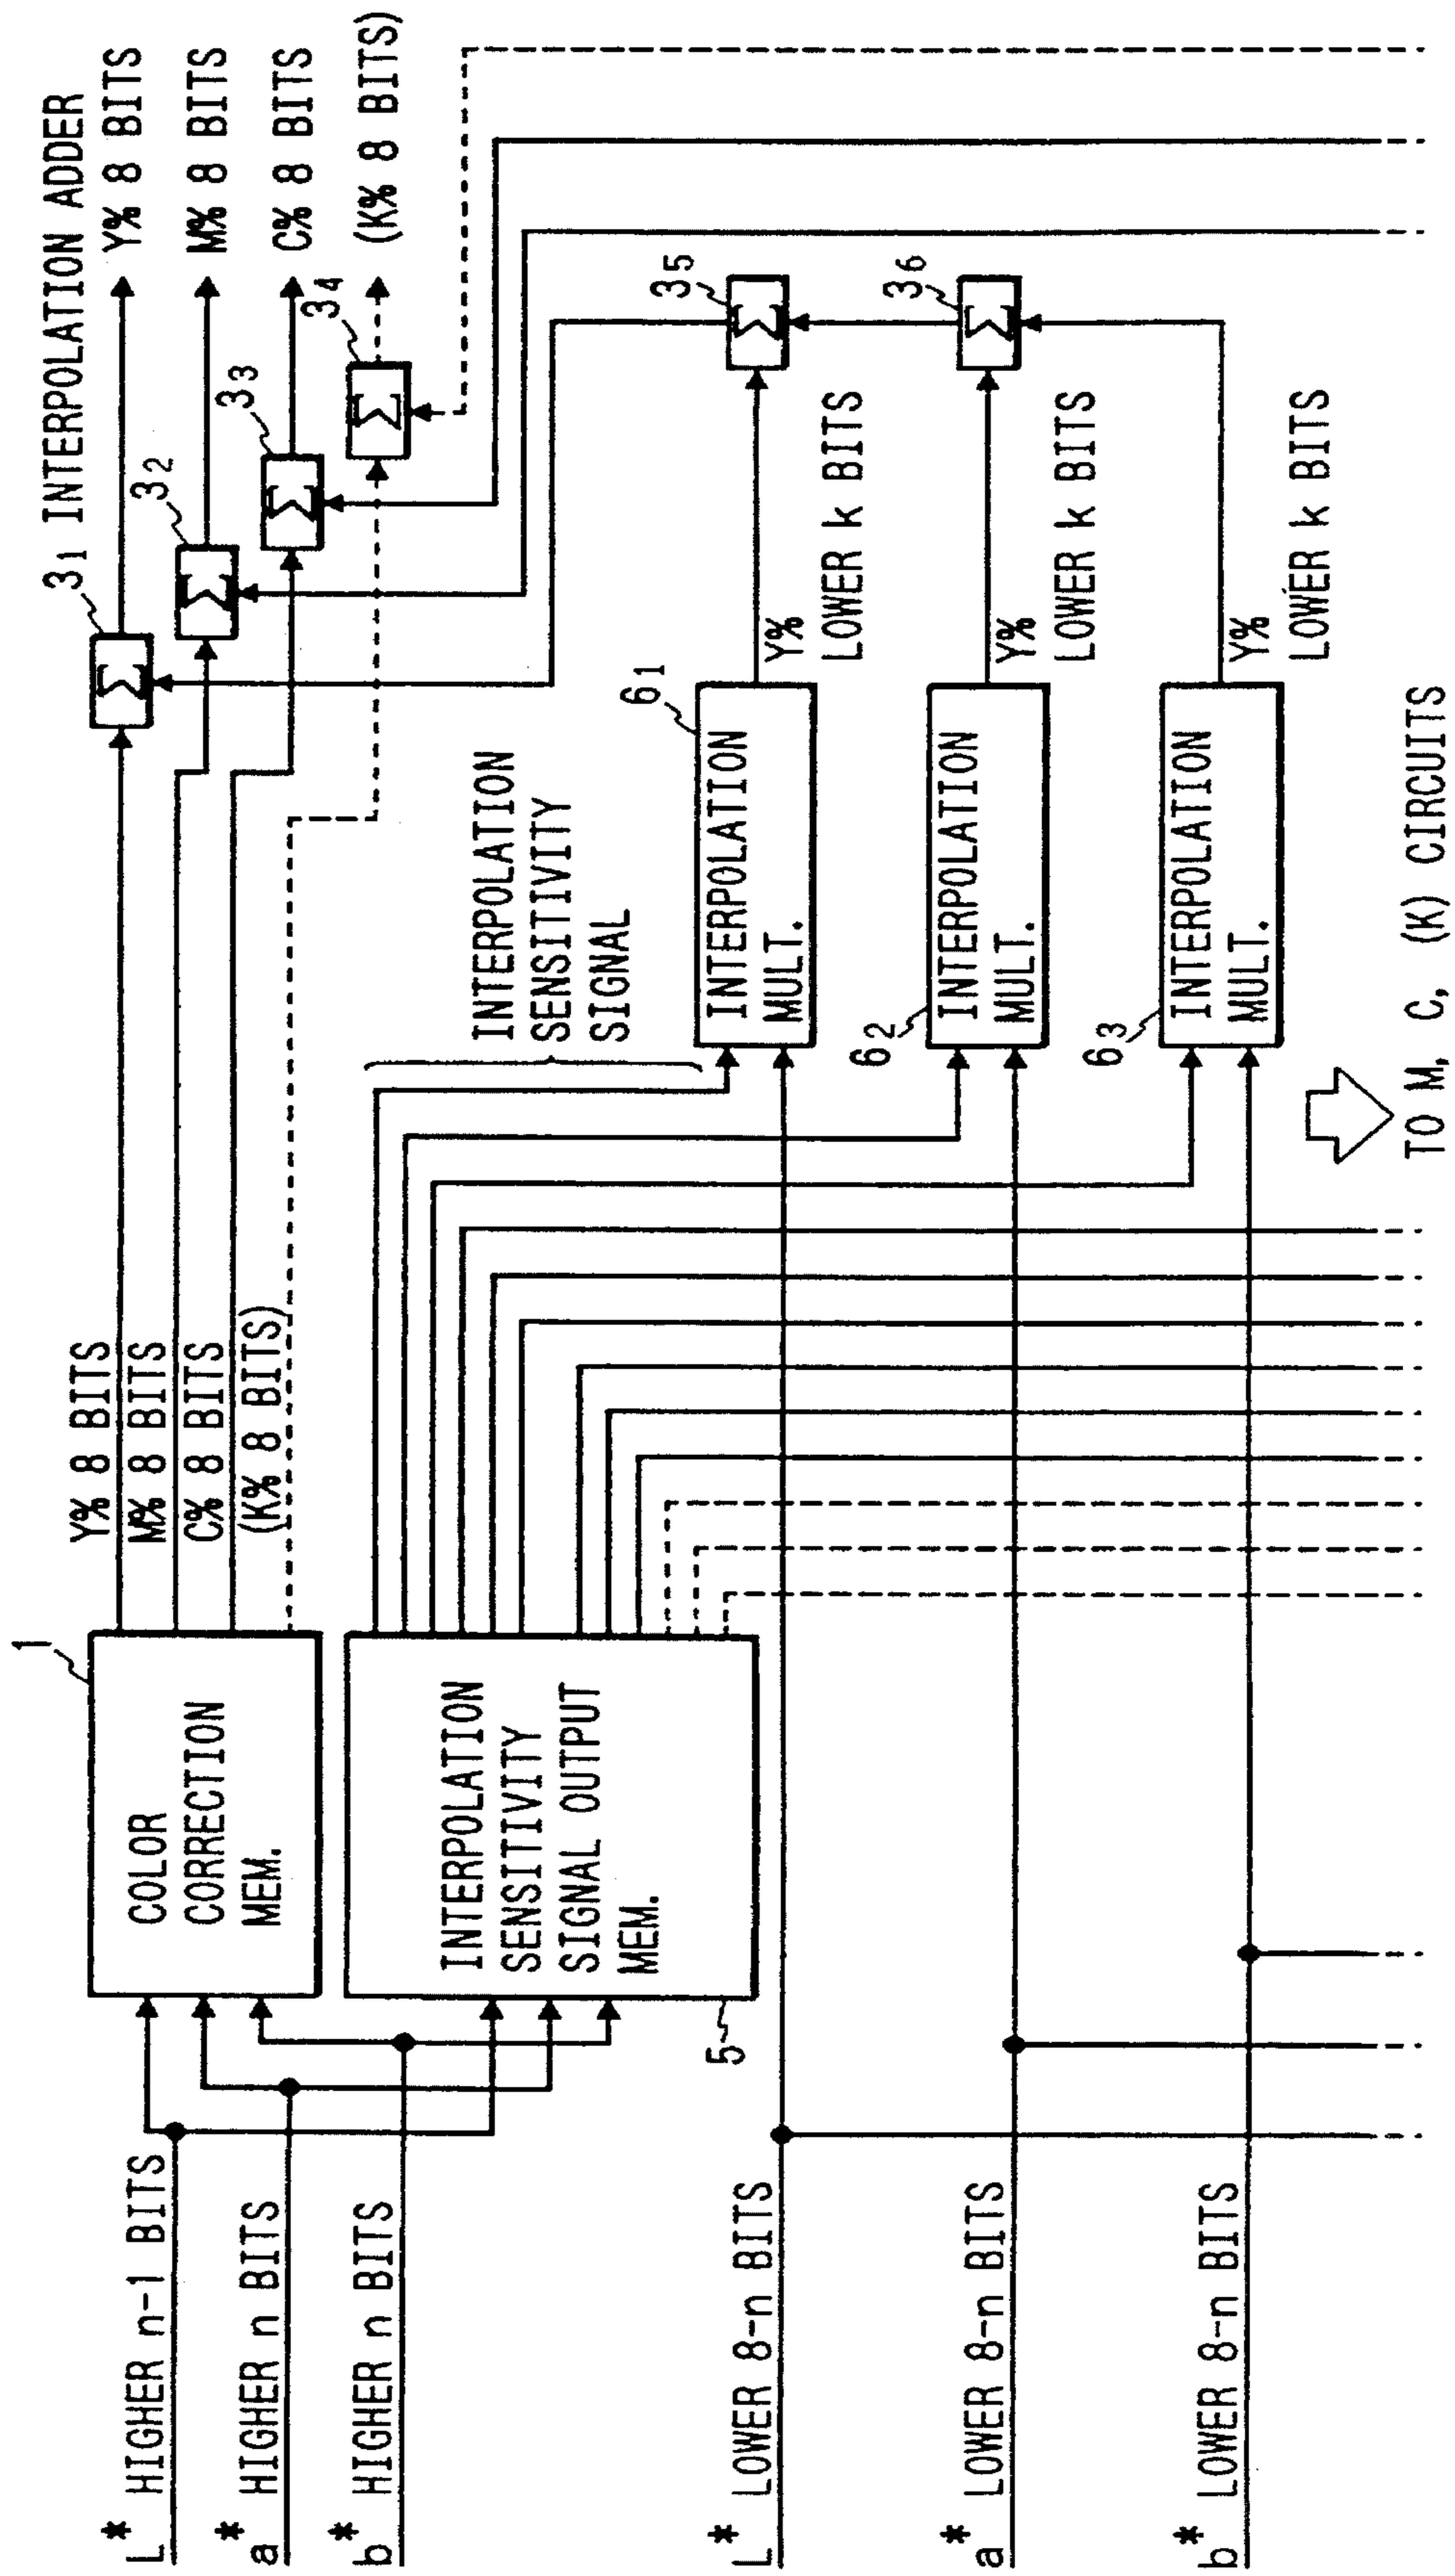 L* HIGHER n-1 BITS
a* HIGHER n BITS
b* HIGHER n BITS
L* LOWER 8-n BITS
a* LOWER 8-n BITS
b* LOWER 8-n BITS
1
COLOR
CORRECTION
MEM.
5
INTERPOLATION
SENSITIVITY
SIGNAL OUTPUT
MEM.
Y% 8 BITS
M% 8 BITS
C% 8 BITS
(K% 8 BITS)
INTERPOLATION
SENSITIVITY
SIGNAL
61
INTERPOLATION
MULT.
62
INTERPOLATION
MULT.
63
INTERPOLATION
MULT.
TO M, C, (K) CIRCUITS
Y%
LOWER k BITS
Y%
LOWER k BITS
Y%
LOWER k BITS
31 INTERPOLATION ADDER
Σ
32
Σ
33
Σ
34
Σ
35
Σ
36
Σ
Y% 8 BITS
M% 8 BITS
C% 8 BITS
(K% 8 BITS)